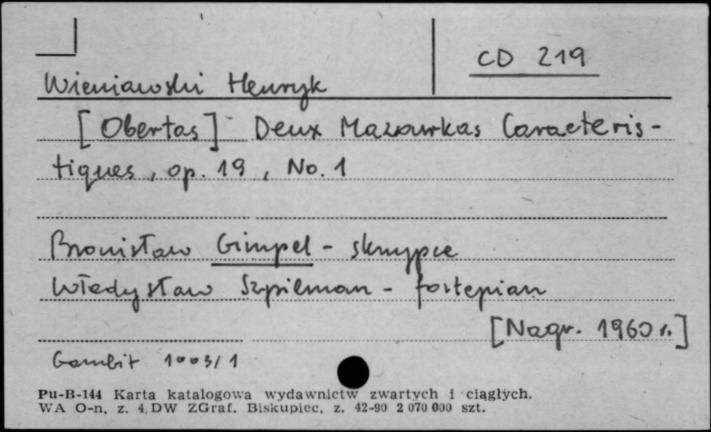 CD 219
Wieniawski Henryk
[Obertas] Deux Mazourkas Caracteris-
tiques, op. 19, No. 1
Bronisław Gimpel - skrzypce
Władysław Szpilman - fortepian
[Nagr. 1960 r.]
Gambit 1003/1
Pu-B-144 Karta katalogowa wydawnictw zwartych i ciągłych.
WA O-n, z. 4, DW ZGraf. Biskupiec, z. 42-90 2 070 000 szt.